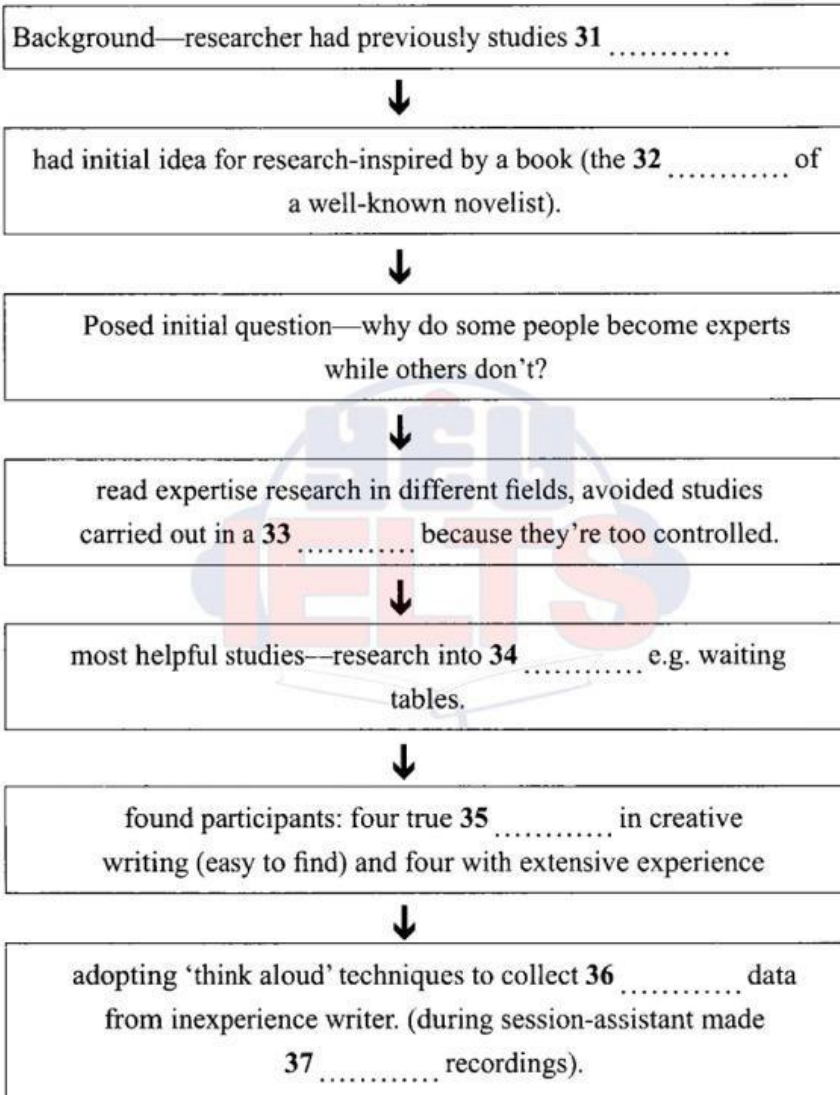 Background—researcher had previously studies 31 ............
↓
had initial idea for research-inspired by a book (the 32 ............ of
a well-known novelist).
↓
Posed initial question—why do some people become experts
while others don't?
↓
read expertise research in different fields, avoided studies
carried out in a 33 ............ because they're too controlled.
↓
most helpful studies—research into 34 ............ e.g. waiting
tables.
↓
found participants: four true 35 ............ in creative
writing (easy to find) and four with extensive experience
↓
adopting 'think aloud' techniques to collect 36 ............ data
from inexperience writer. (during session-assistant made
37 ............ recordings).
YÊU
IELTS